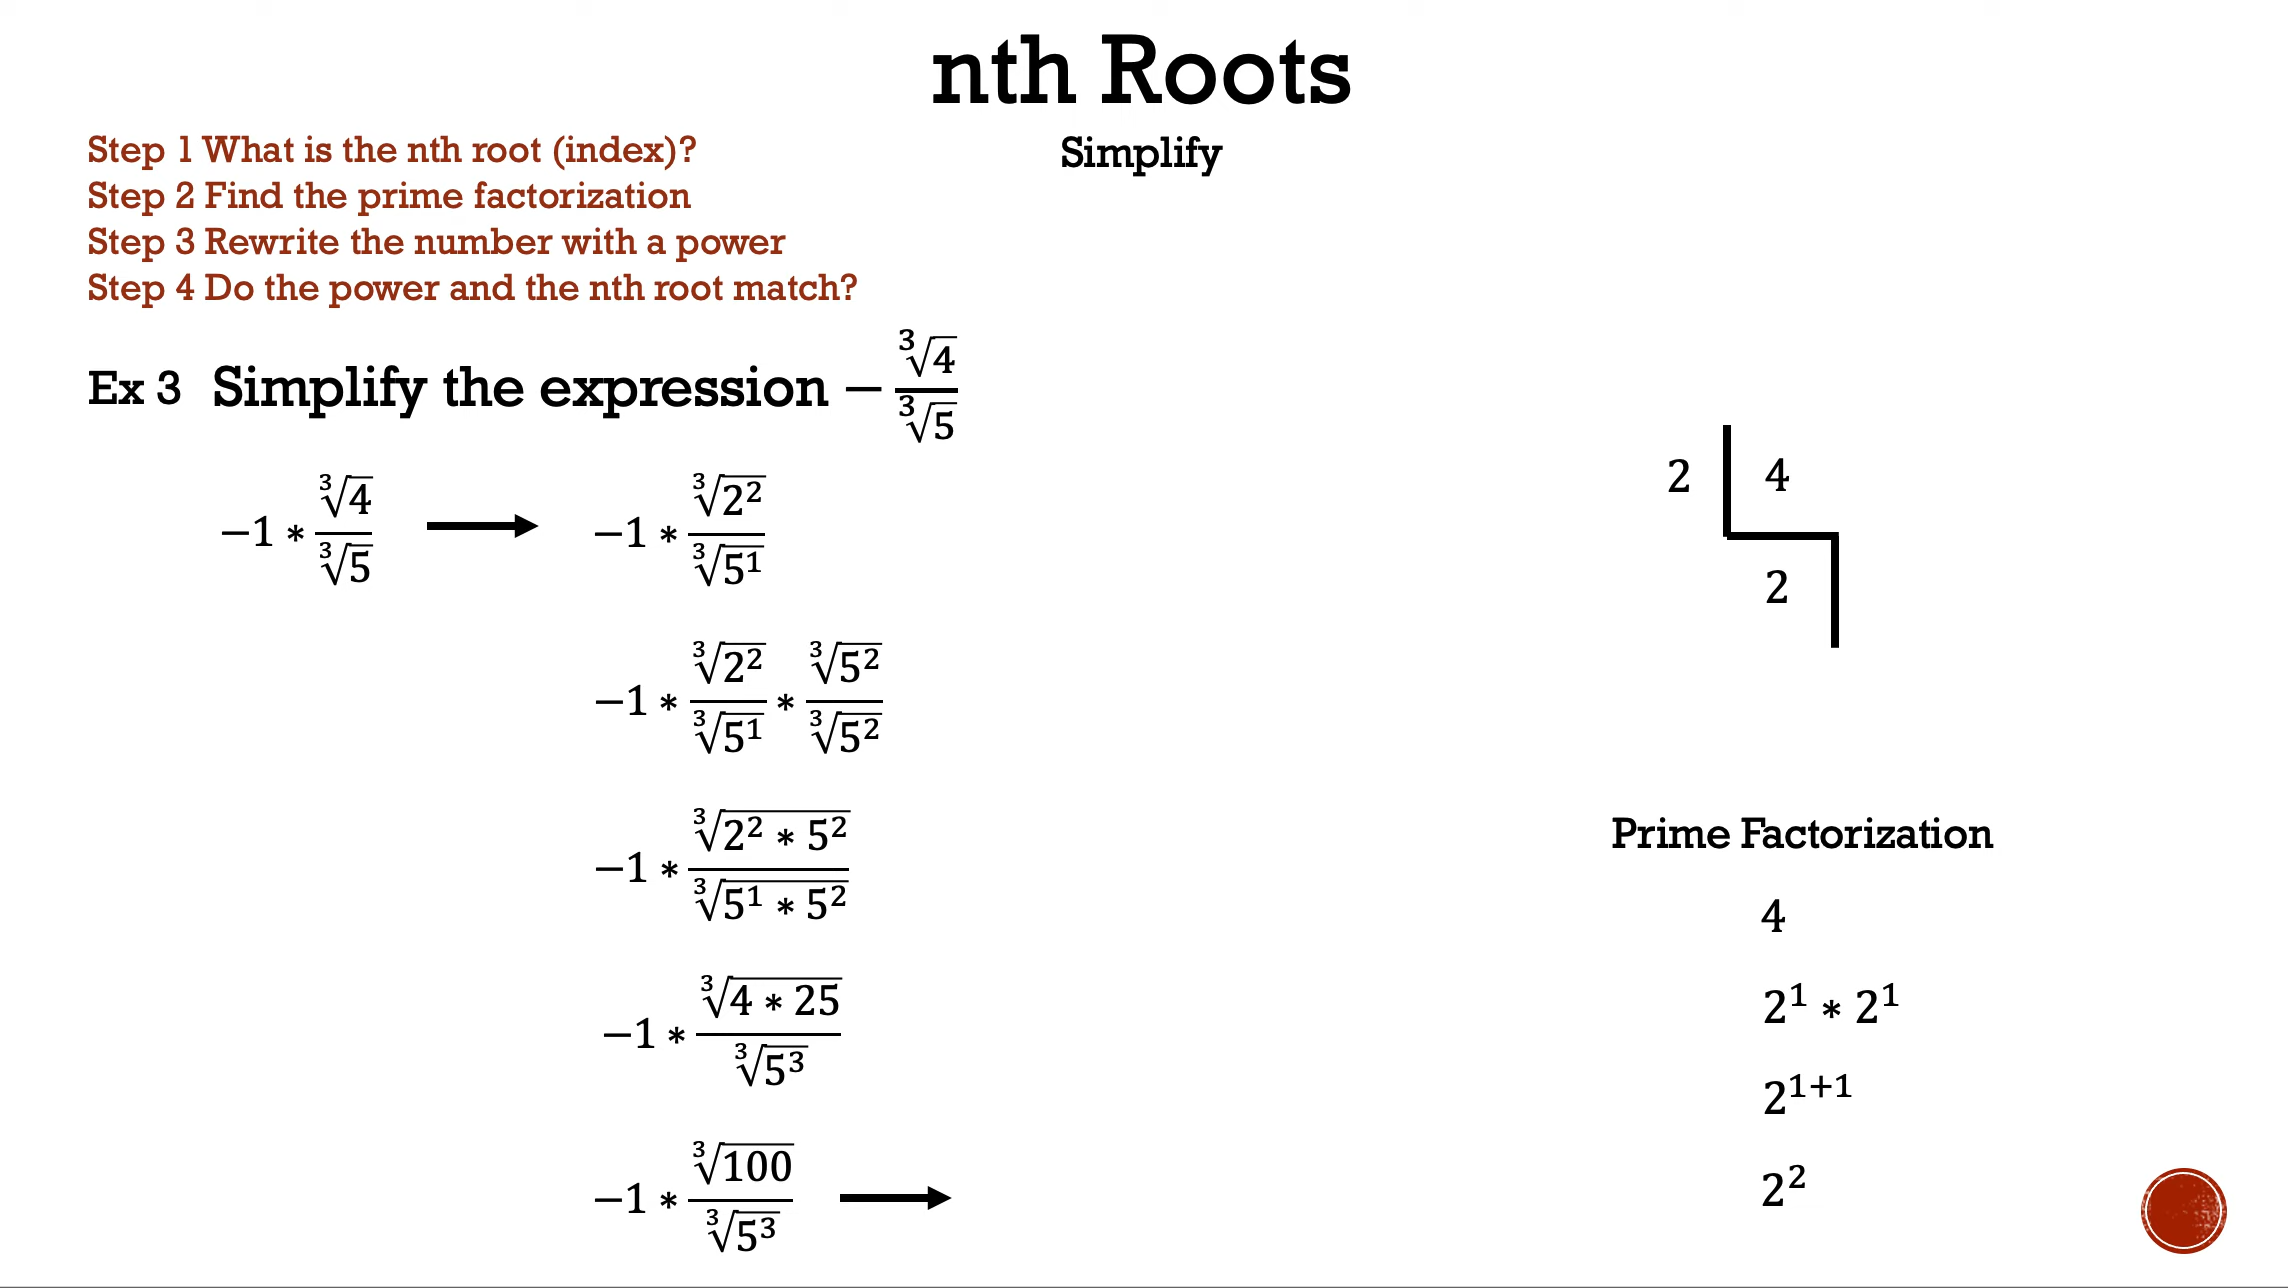 nth Roots
Simplify
Step 1 What is the nth root (index)?
Step 2 Find the prime factorization
Step 3 Rewrite the number with a power
Step 4 Do the power and the nth root match?
Ex 3 Simplify the expression −∛4/∛5
−1 * ∛4/∛5 → −1 * ∛2²/∛5¹
−1 * ∛2²/∛5¹ * ∛5²/∛5²
−1 * ∛(2² * 5²)/∛(5¹ * 5²)
−1 * ∛(4 * 25)/∛5³
−1 * ∛100/∛5³ →
2 4
2
Prime Factorization
4
2¹ * 2¹
2¹⁺¹
2²